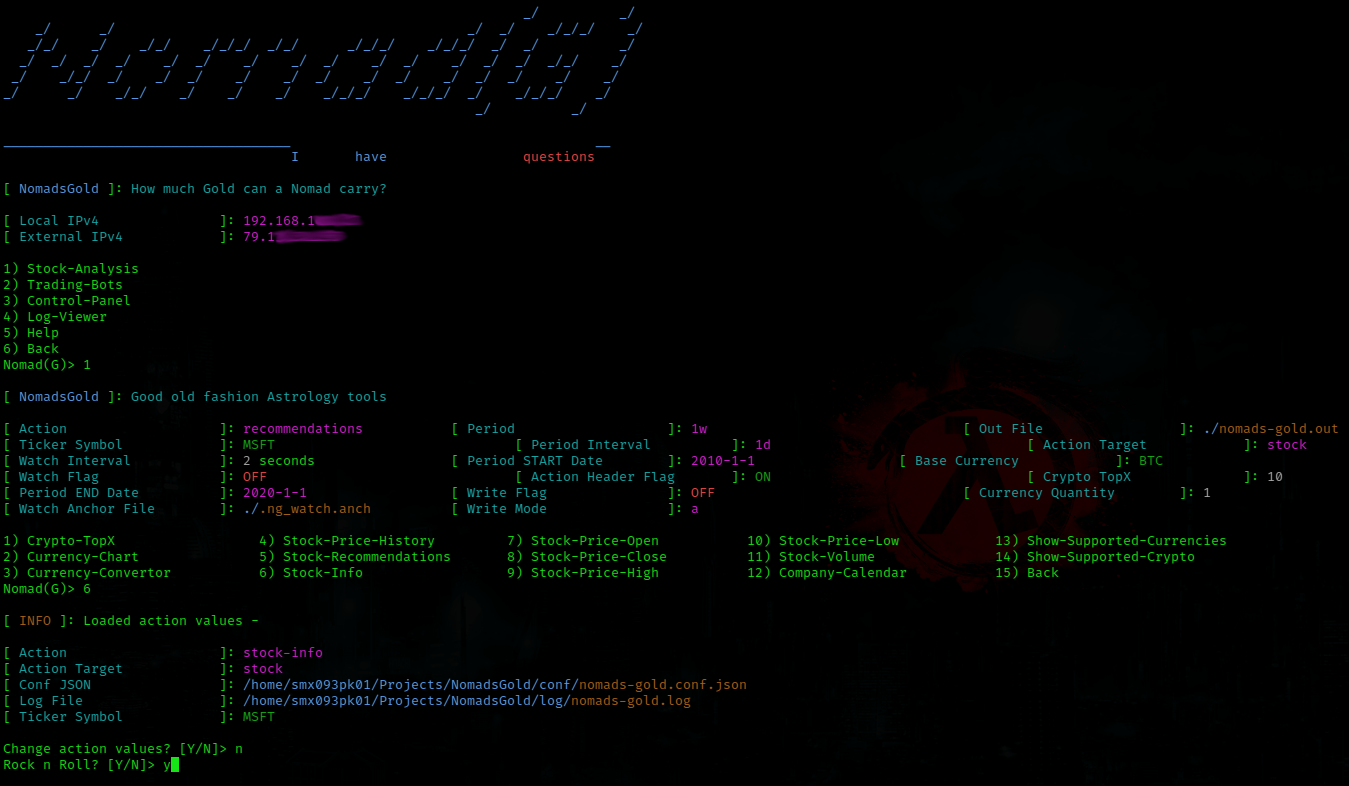 Nomad(G)
I have questions
[ NomadsGold ]: How much Gold can a Nomad carry?
[ Local IPv4 ]: 192.168.1
[ External IPv4 ]: 79.1
1) Stock-Analysis
2) Trading-Bots
3) Control-Panel
4) Log-Viewer
5) Help
6) Back
Nomad(G)> 1
[ NomadsGold ]: Good old fashion Astrology tools
[ Action ]: recommendations [ Period ]: 1w [ Out File ]: ./nomads-gold.out
[ Ticker Symbol ]: MSFT [ Period Interval ]: 1d [ Action Target ]: stock
[ Watch Interval ]: 2 seconds [ Period START Date ]: 2010-1-1 [ Base Currency ]: BTC
[ Watch Flag ]: OFF [ Action Header Flag ]: ON [ Crypto TopX ]: 10
[ Period END Date ]: 2020-1-1 [ Write Flag ]: OFF [ Currency Quantity ]: 1
[ Watch Anchor File ]: ./.ng_watch.anch [ Write Mode ]: a
1) Crypto-TopX 4) Stock-Price-History 7) Stock-Price-Open 10) Stock-Price-Low 13) Show-Supported-Currencies
2) Currency-Chart 5) Stock-Recommendations 8) Stock-Price-Close 11) Stock-Volume 14) Show-Supported-Crypto
3) Currency-Convertor 6) Stock-Info 9) Stock-Price-High 12) Company-Calendar 15) Back
Nomad(G)> 6
[ INFO ]: Loaded action values -
[ Action ]: stock-info
[ Action Target ]: stock
[ Conf JSON ]: /home/smx093pk01/Projects/NomadsGold/conf/nomads-gold.conf.json
[ Log File ]: /home/smx093pk01/Projects/NomadsGold/log/nomads-gold.log
[ Ticker Symbol ]: MSFT
Change action values? [Y/N]> n
Rock n Roll? [Y/N]> y